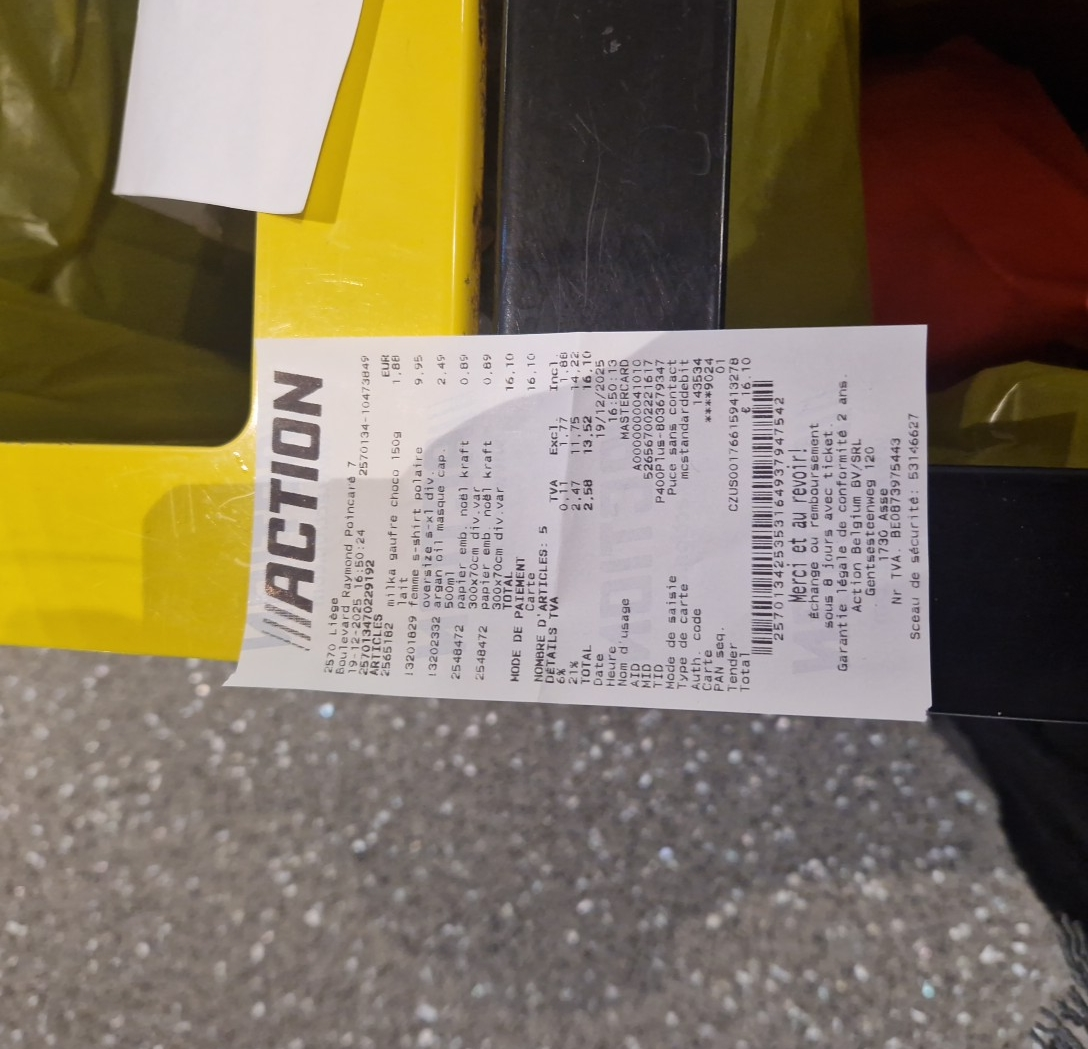 ACTION
2570 Liège
Boulevard Raymond Poincaré 7
19-12-2025 16:50:24 2570134-10473849
257013470229192
ARTICLES EUR
2565182 milka gaufre choco 150g 1,88
lait
13201829 femme s-shirt polaire 9,95
oversize s-xl div.
13202332 argan oil masque cap. 2,49
500ml
2548472 papier emb.noël kraft 0,89
300x70cm div.var
2548472 papier emb.noël kraft 0,89
300x70cm div.var
TOTAL 16,10
MODE DE PAIEMENT
Carte 16,10
NOMBRE D'ARTICLES: 5
DÉTAILS TVA TVA Excl. Incl.
6% 0,11 1,77 1,88
21% 2,47 11,75 14,22
TOTAL 2,58 13,52 16,10
Date 19/12/2025
Heure 16:50:13
Nom d'usage MASTERCARD
AID A0000000041010
MID 526567002221617
TID P400Plus-803679347
Mode de saisie Puce sans contact
Type de carte mcstandarddebit
Auth. code 143534
Carte ****9024
PAN seq. 01
Tender CZUS001766159413278
Total € 16.10
257013425353164937947542
Merci et au revoir!
échange ou remboursement
sous 8 jours avec ticket.
Garantie légale de conformité 2 ans.
Action Belgium BV/SRL
Gentsesteenweg 120
1730 Asse
Nr TVA. BE0873975443
Sceau de sécurité: 53146627